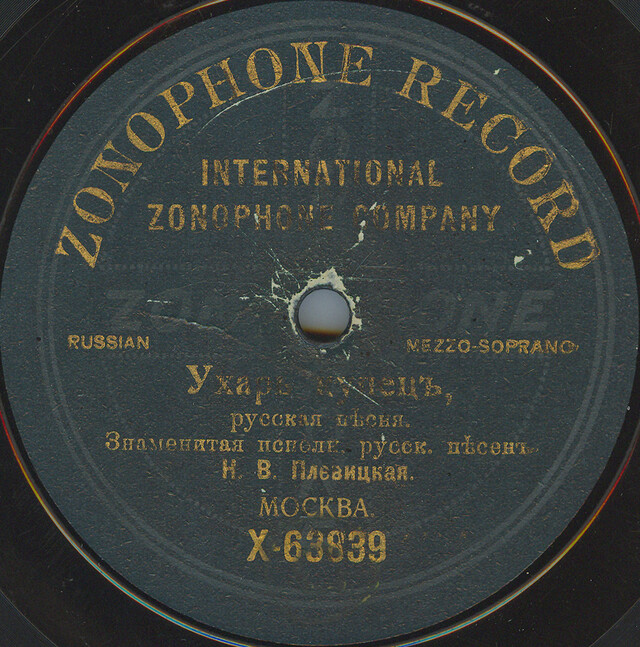 ZONOPHONE RECORD
INTERNATIONAL
ZONOPHONE COMPANY
ZONOPHONE
RUSSIAN
MEZZO-SOPRANO
Ухарь купецъ,
русская пѣсня.
Знаменитая исполн. русск. пѣсенъ
Н. В. Плевицкая.
МОСКВА
X-63839